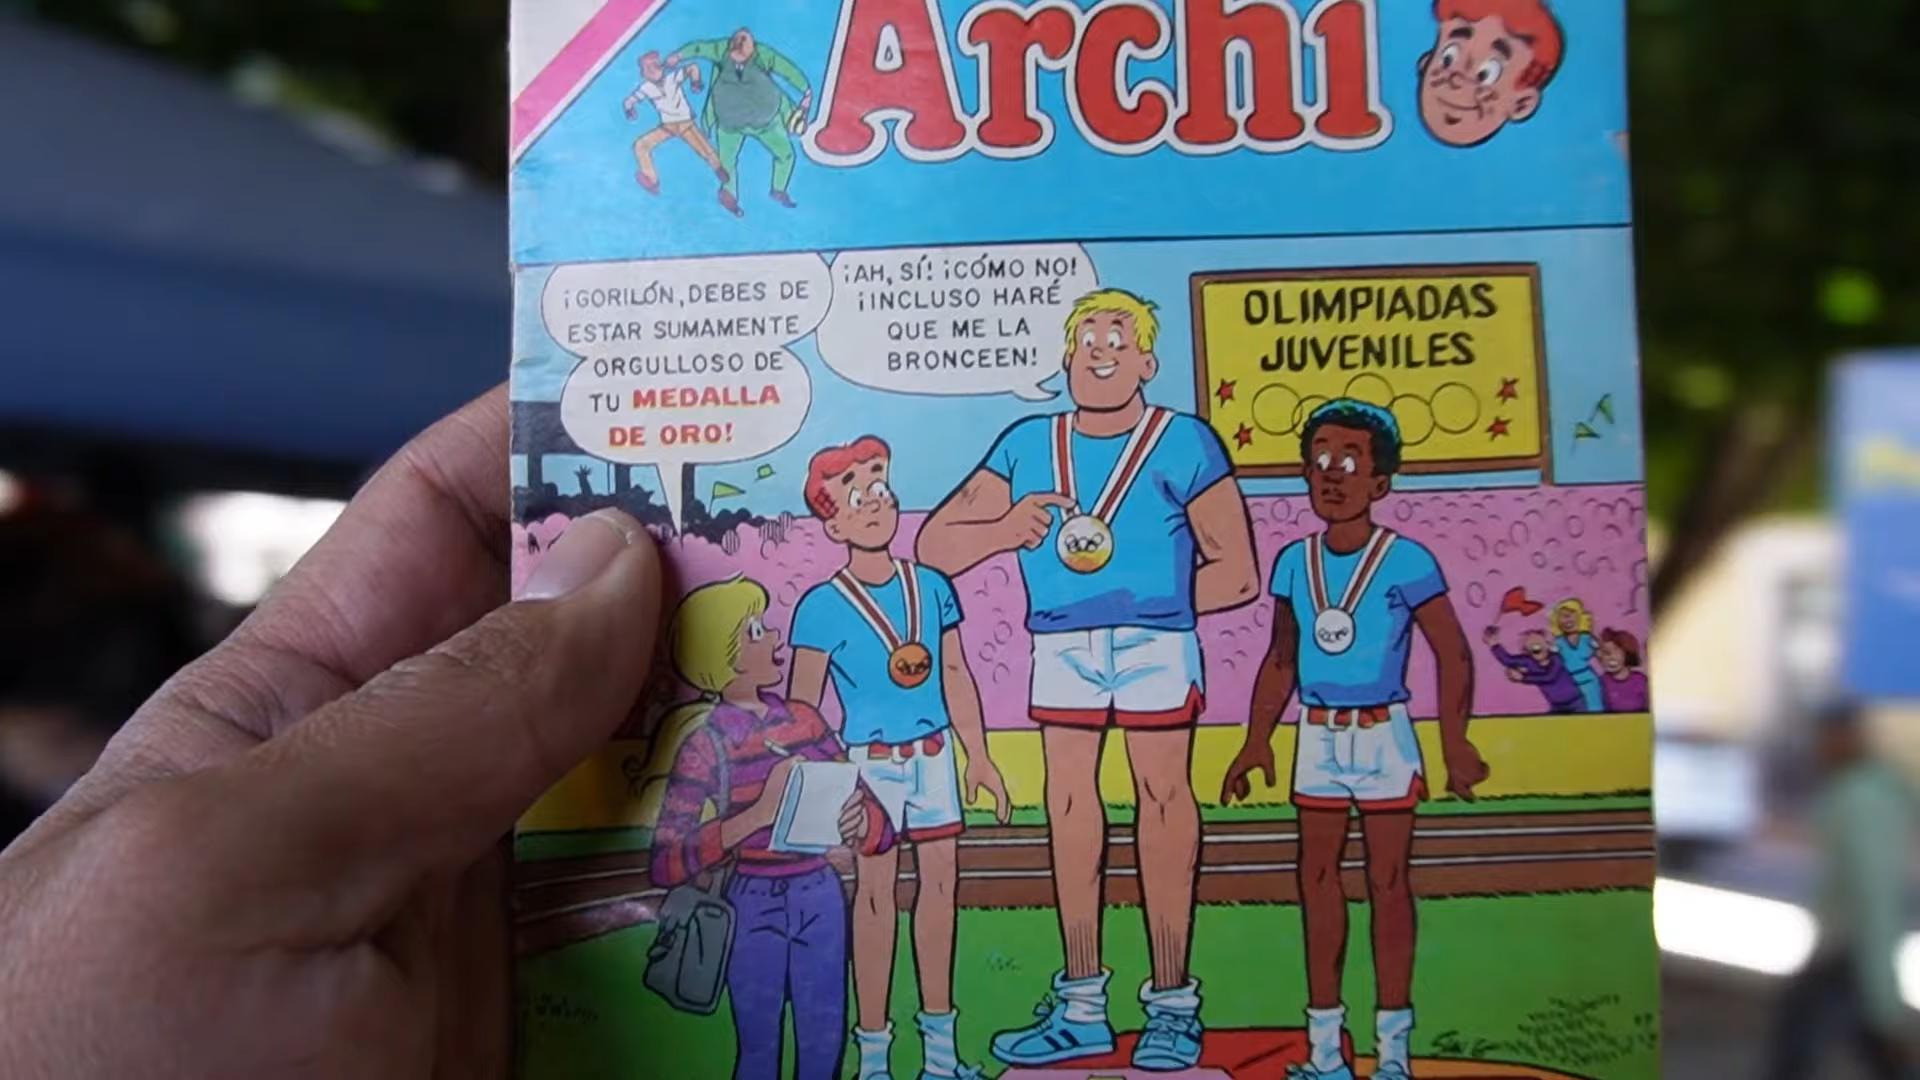 Archi
¡GORILÓN, DEBES DE
ESTAR SUMAMENTE
ORGULLOSO DE
TU MEDALLA
DE ORO!
¡AH, SÍ! ¡CÓMO NO!
¡INCLUSO HARÉ
QUE ME LA
BRONCEEN!
OLIMPIADAS
JUVENILES